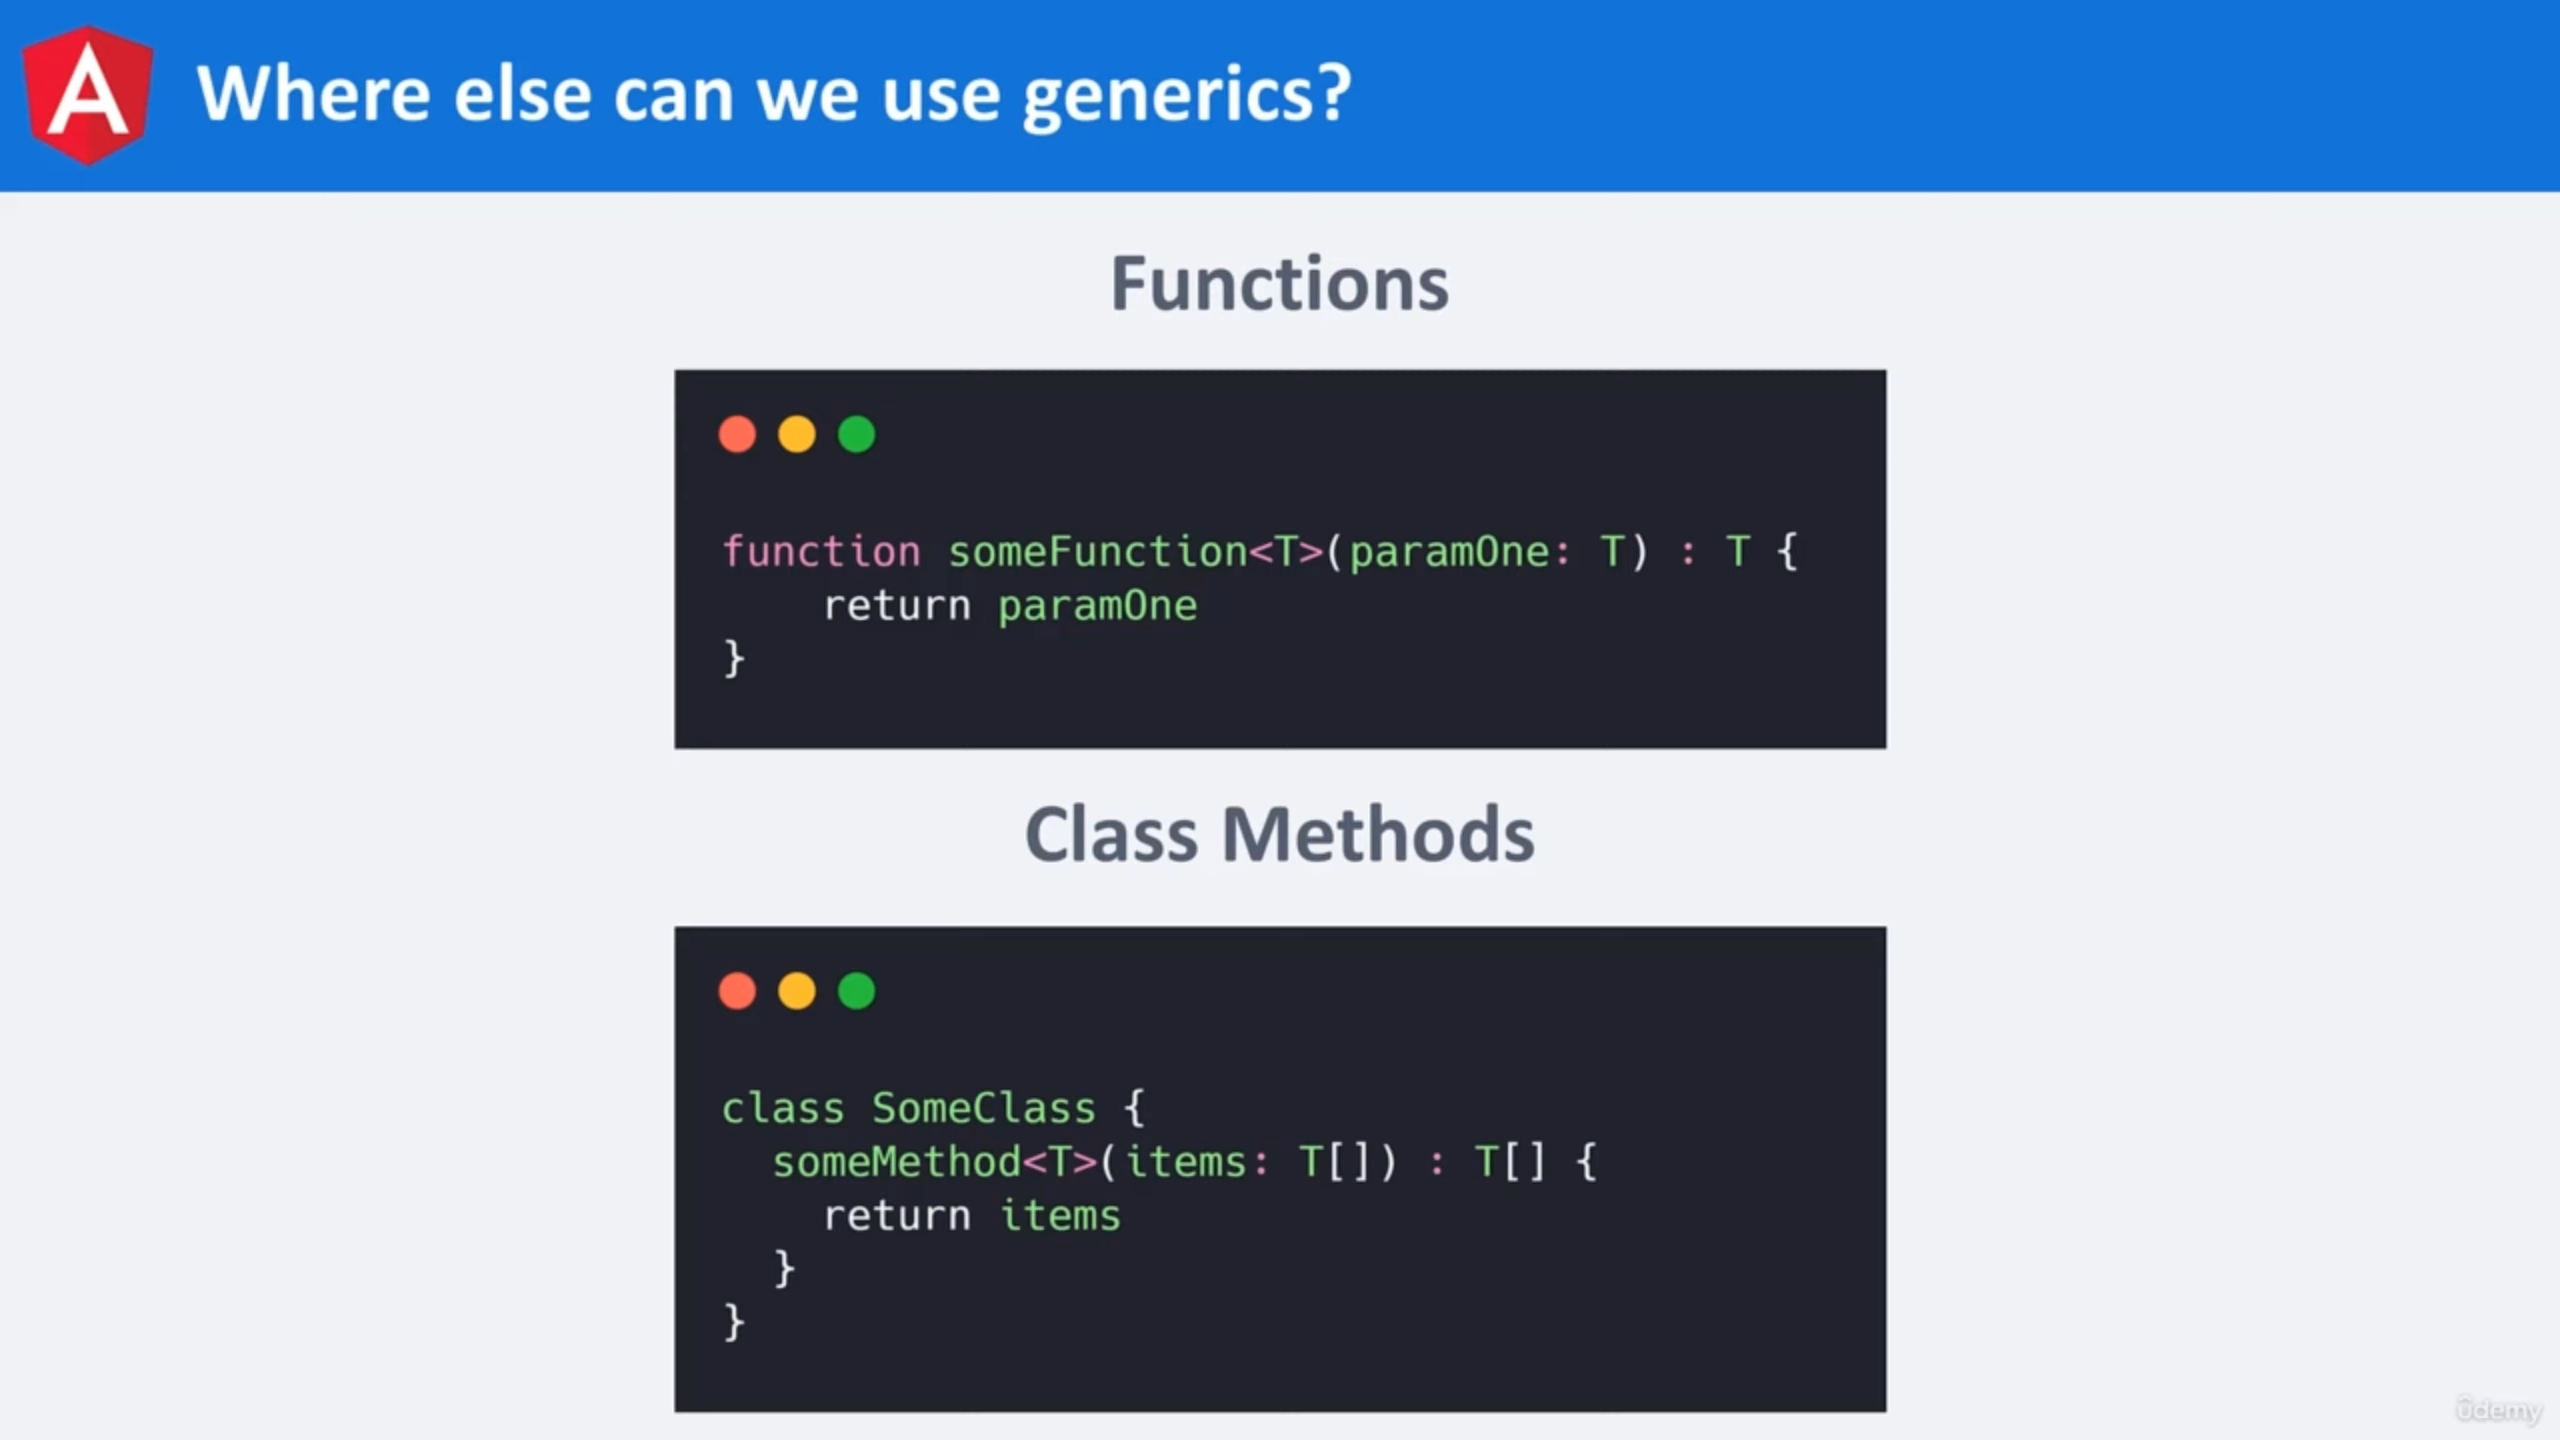 A
Where else can we use generics?
Functions
function someFunction<T>(paramOne: T) : T {
    return paramOne
}
Class Methods
class SomeClass {
  someMethod<T>(items: T[]) : T[] {
    return items
  }
}
ûdemy